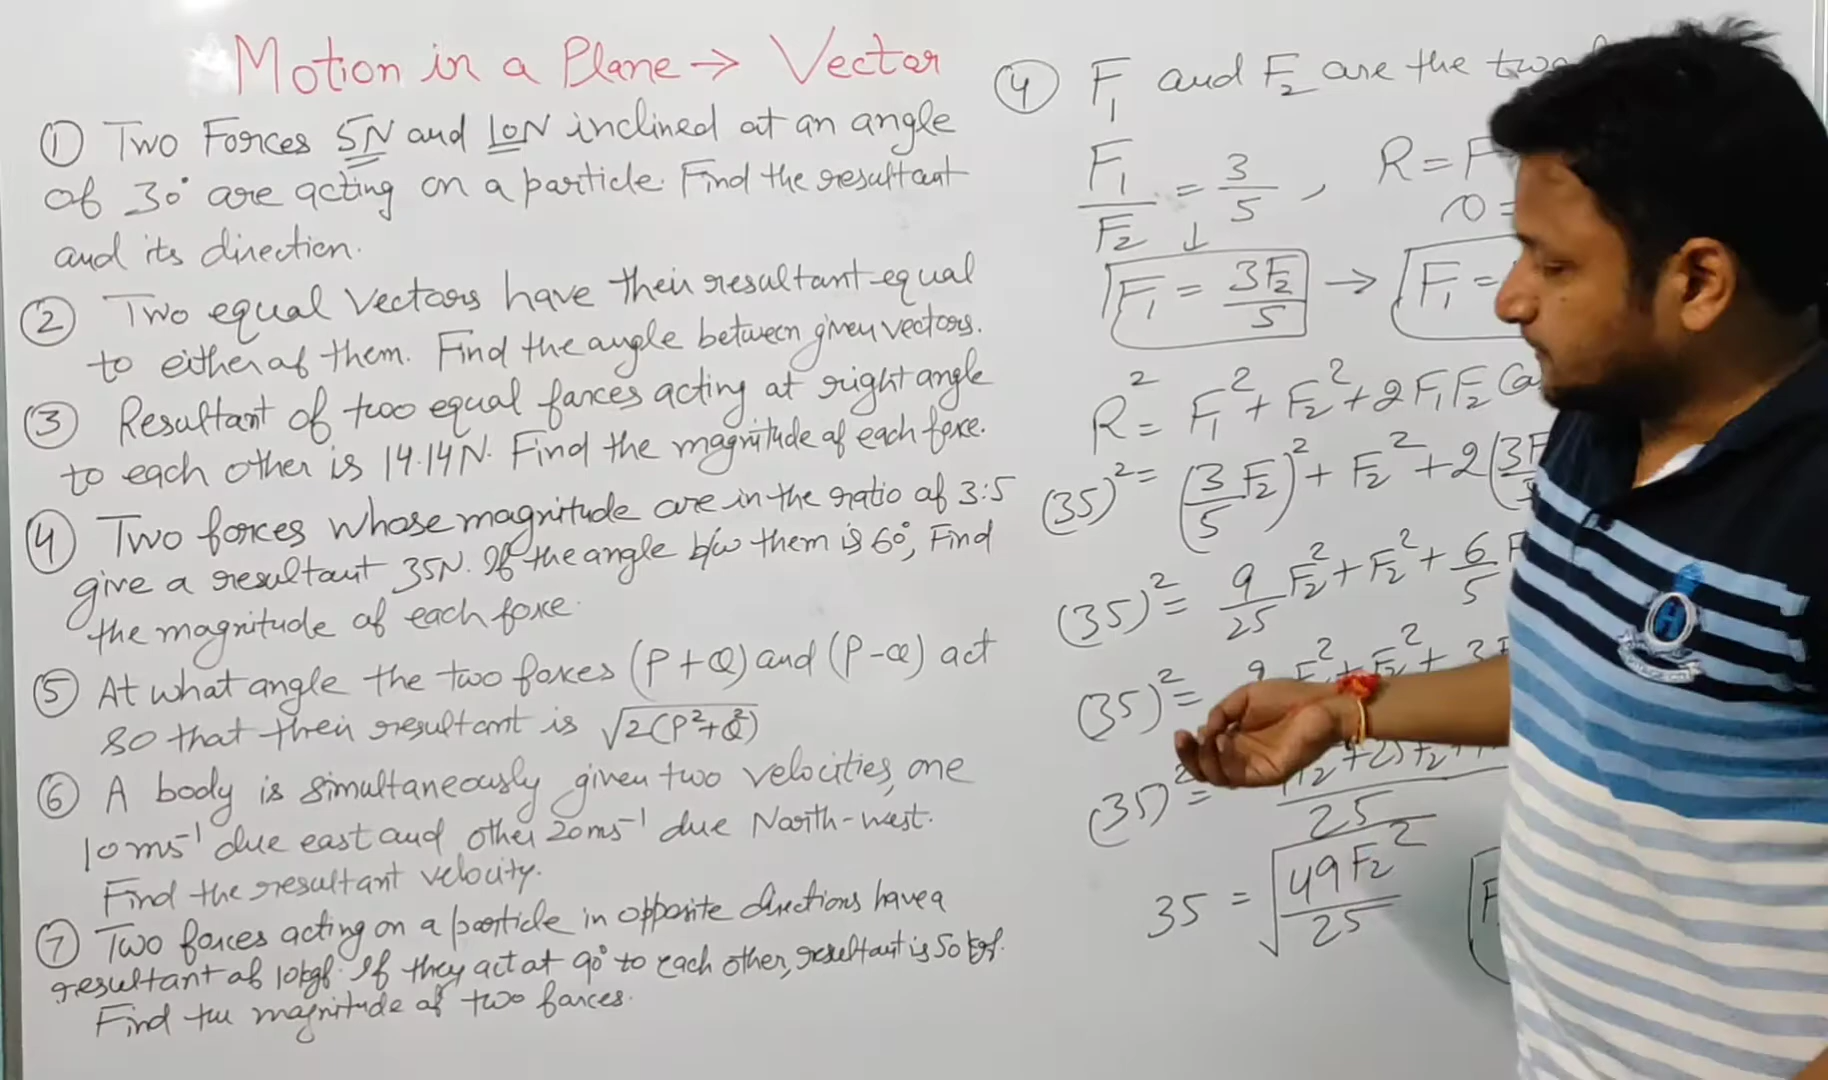 Motion in a Plane → Vector
① Two Forces 5N and 10N inclined at an angle
of 30° are acting on a particle. Find the resultant
and its direction.
② Two equal Vectors have their resultant equal
to either of them. Find the angle between given vectors.
③ Resultant of two equal forces acting at right angle
to each other is 14.14N. Find the magnitude of each force.
④ Two forces whose magnitude are in the ratio of 3:5
give a resultant 35N. If the angle b/w them is 60°, Find
the magnitude of each force.
⑤ At what angle the two forces (P+Q) and (P-Q) act
so that their resultant is √2(P²+Q²)
⑥ A body is simultaneously given two velocities, one
10ms⁻¹ due east and other 20ms⁻¹ due North-west.
Find the resultant velocity.
⑦ Two forces acting on a particle in opposite directions have a
resultant of 10kgf. If they act at 90° to each other, resultant is 50 kgf.
Find the magnitude of two forces.
④ F₁ and F₂ are the two
F₁/F₂ = 3/5 , R =
↓
F₁ = 3F₂/5 → F₁ =
R² = F₁² + F₂² + 2F₁F₂
(35)² = (3/5 F₂)² + F₂² + 2(
(35)² = 9/25 F₂² + F₂² + 6/5
(35)² = 9 F₂² + F₂² + 3
(35)² = F₂² + 25F₂² + /25
35 = √49F₂²/25